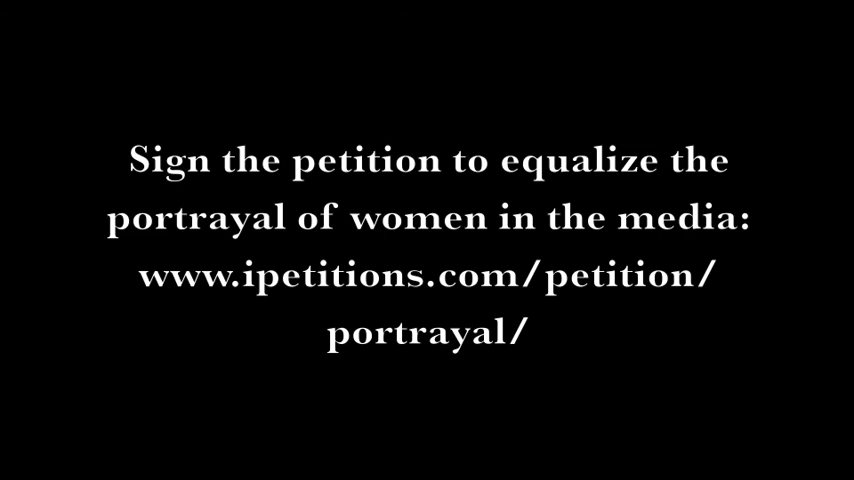 Sign the petition to equalize the
portrayal of women in the media:
www.ipetitions.com/petition/
portrayal/